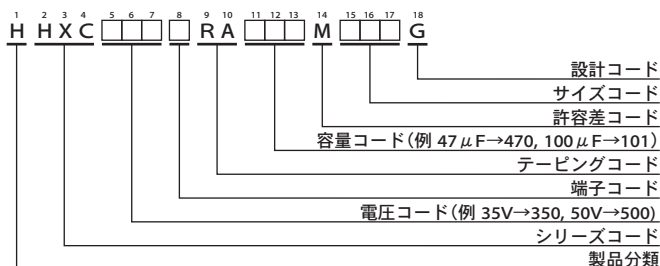 1 2 3 4 5 6 7 8 9 10 11 12 13 14 15 16 17 18
H HXC□□□□RA□□□M□□□G
設計コード
サイズコード
許容差コード
容量コード(例 47μF→470, 100μF→101)
テーピングコード
端子コード
電圧コード(例 35V→350, 50V→500)
シリーズコード
製品分類